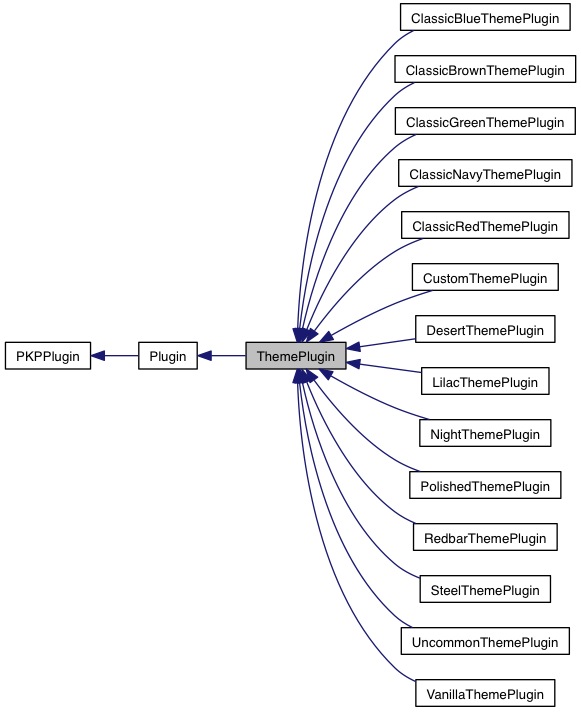 ClassicBlueThemePlugin
ClassicBrownThemePlugin
ClassicGreenThemePlugin
ClassicNavyThemePlugin
ClassicRedThemePlugin
CustomThemePlugin
DesertThemePlugin
PKPPlugin
Plugin
ThemePlugin
LilacThemePlugin
NightThemePlugin
PolishedThemePlugin
RedbarThemePlugin
SteelThemePlugin
UncommonThemePlugin
VanillaThemePlugin